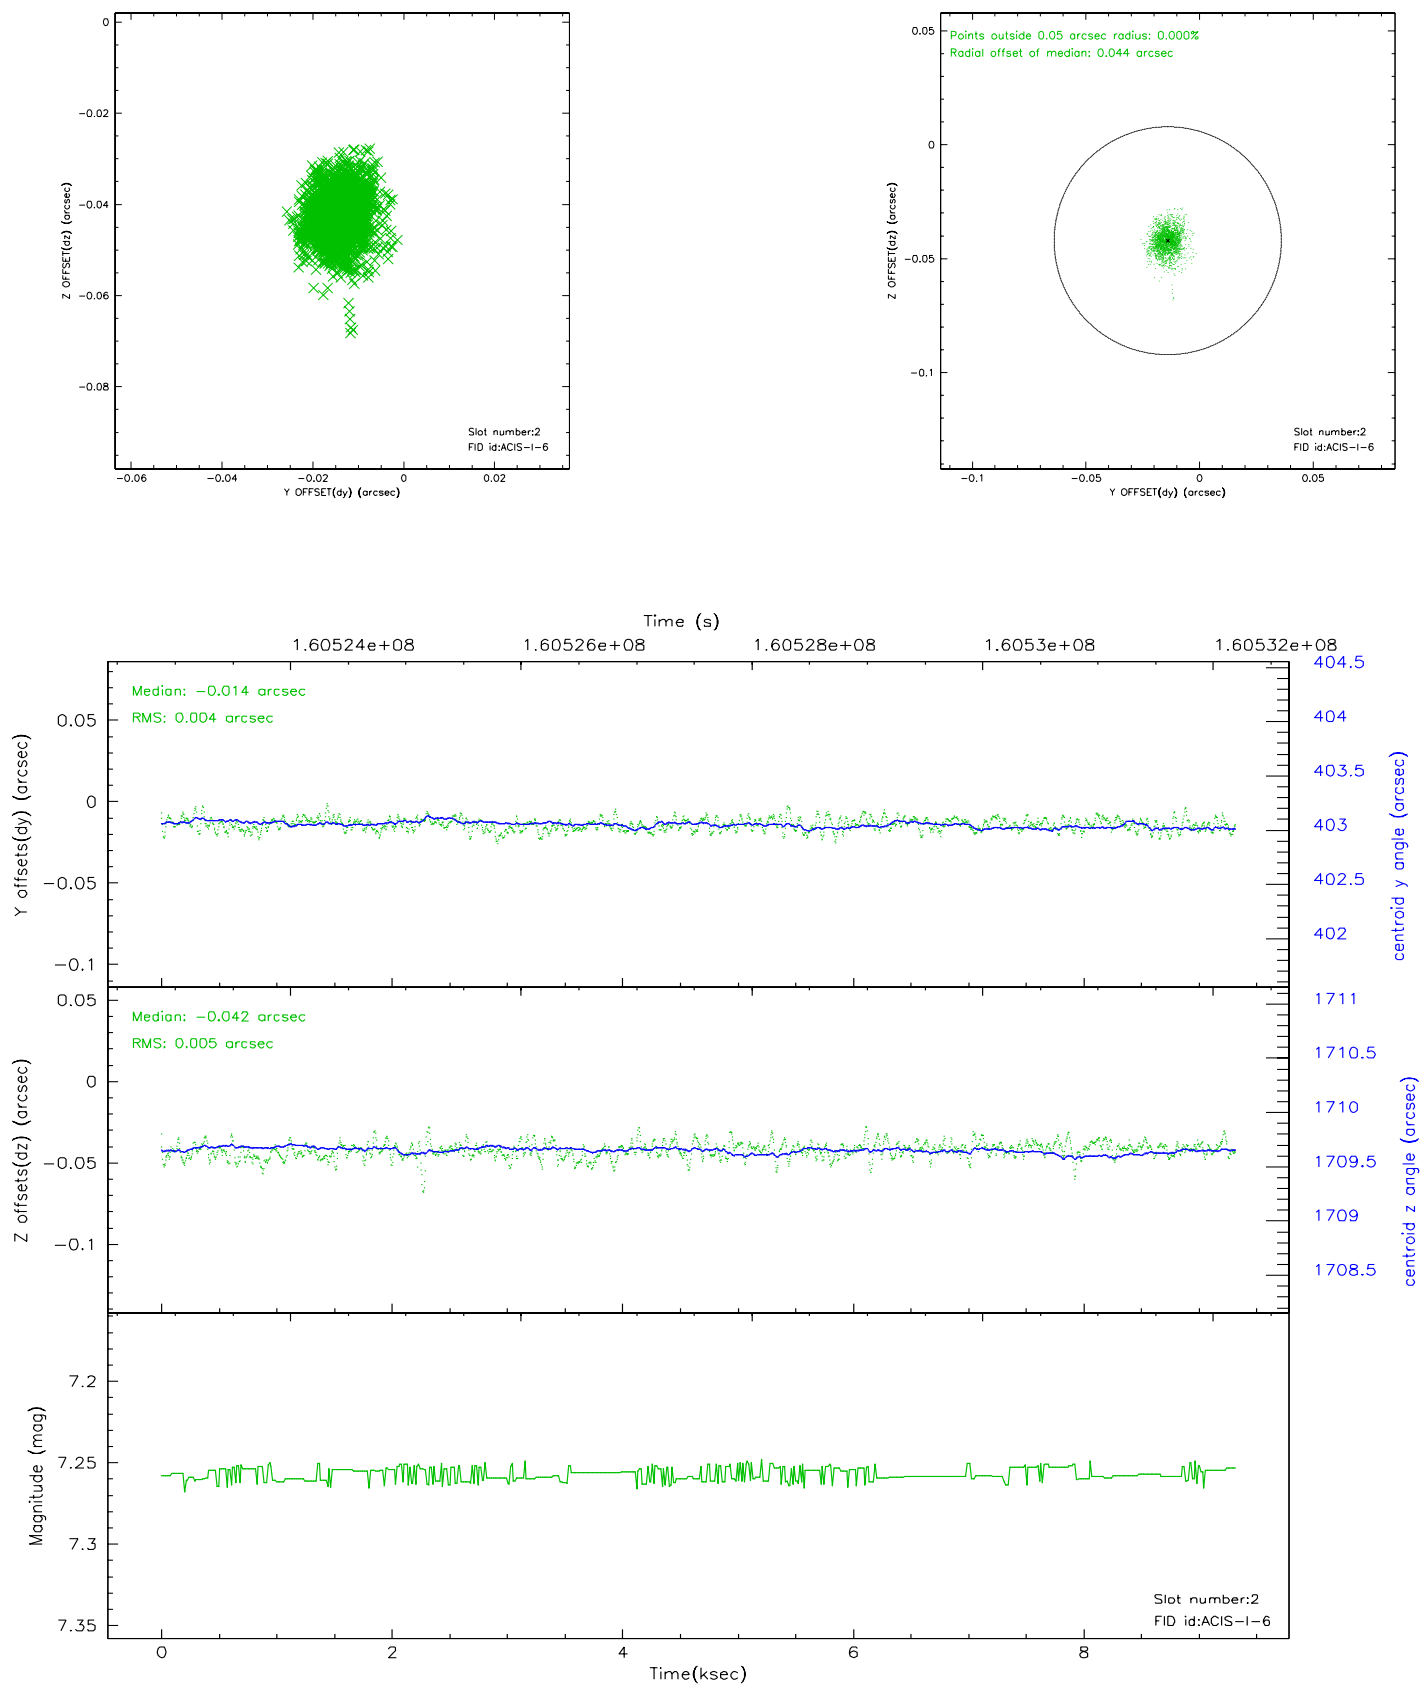 0
-0.02
-0.04
-0.06
-0.08
Z OFFSET(dz) (arcsec)
Slot number:2
FID id:ACIS-I-6
-0.06 -0.04 -0.02 0 0.02
Y OFFSET(dy) (arcsec)
Points outside 0.05 arcsec radius: 0.000%
Radial offset of median: 0.044 arcsec
0.05
0
-0.05
-0.1
Z OFFSET(dz) (arcsec)
Slot number:2
FID id:ACIS-I-6
-0.1 -0.05 0 0.05
Y OFFSET(dy) (arcsec)
Time (s)
1.60524e+08 1.60526e+08 1.60528e+08 1.6053e+08 1.60532e+08
Median: -0.014 arcsec
RMS: 0.004 arcsec
0.05
0
-0.05
-0.1
Y offsets(dy) (arcsec)
404.5
404
403.5
403
402.5
402
centroid y angle (arcsec)
Median: -0.042 arcsec
RMS: 0.005 arcsec
0.05
0
-0.05
-0.1
Z offsets(dz) (arcsec)
1711
1710.5
1710
1709.5
1709
1708.5
centroid z angle (arcsec)
7.2
7.25
7.3
7.35
Magnitude (mag)
Slot number:2
FID id:ACIS-I-6
0 2 4 6 8
Time(ksec)